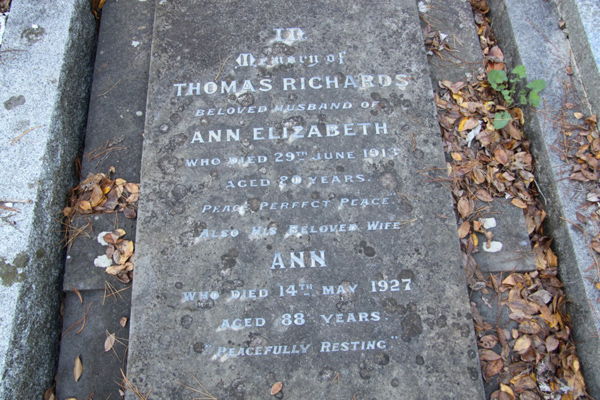 In
Memory of
THOMAS RICHARDS
BELOVED HUSBAND OF
ANN ELIZABETH
WHO DIED 29TH JUNE 1913
AGED 80 YEARS.
PEACE PERFECT PEACE.
ALSO HIS BELOVED WIFE
ANN
WHO DIED 14TH MAY 1927
AGED 88 YEARS.
"PEACEFULLY RESTING"